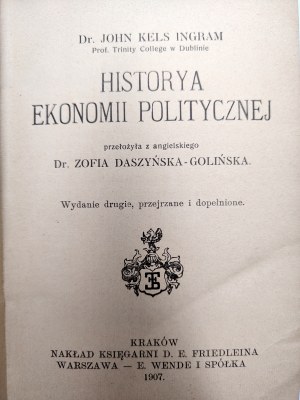 Dr. JOHN KELS INGRAM
Prof. Trinity College w Dublinie
HISTORYA
EKONOMII POLITYCZNEJ
przełożyła z angielskiego
Dr. ZOFIA DASZYŃSKA-GOLIŃSKA.
Wydanie drugie, przejrzane i dopełnione.
KRAKÓW
NAKŁAD KSIĘGARNI D. E. FRIEDLEINA
WARSZAWA — E. WENDE I SPÓŁKA
1907.